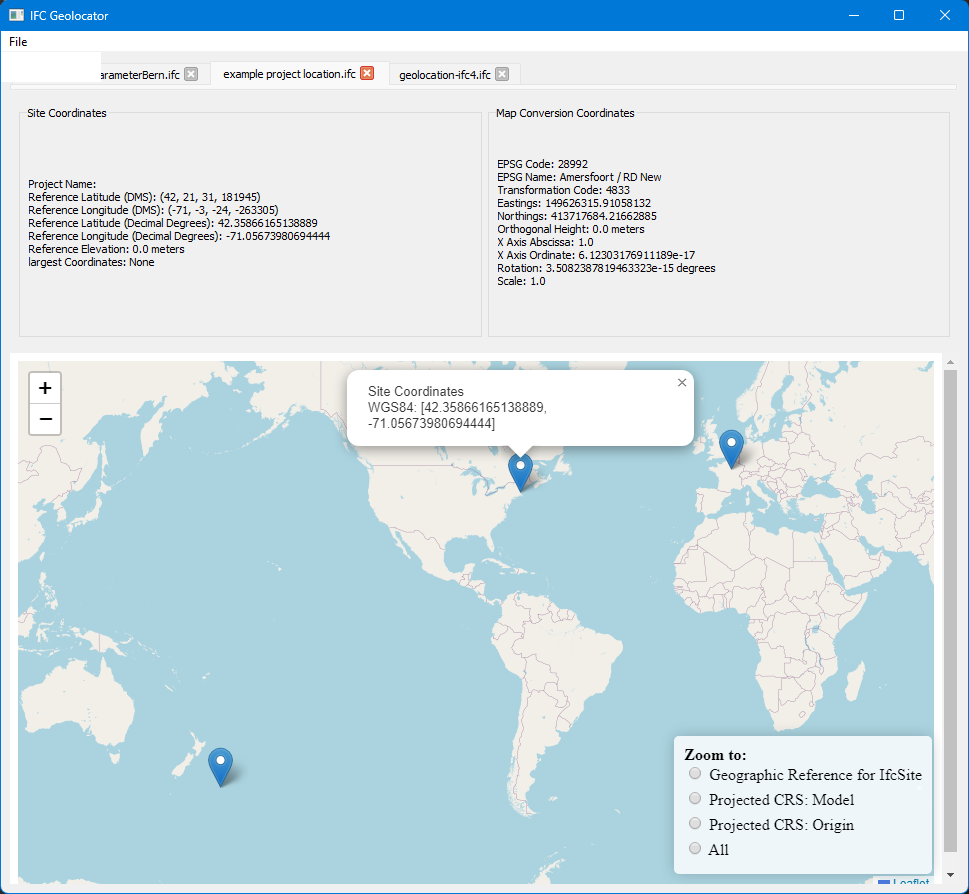 IFC Geolocator
File
arameterBern.ifc
example project location.ifc
geolocation-ifc4.ifc
Site Coordinates
Project Name:
Reference Latitude (DMS): (42, 21, 31, 181945)
Reference Longitude (DMS): (-71, -3, -24, -263305)
Reference Latitude (Decimal Degrees): 42.35866165138889
Reference Longitude (Decimal Degrees): -71.05673980694444
Reference Elevation: 0.0 meters
largest Coordinates: None
Map Conversion Coordinates
EPSG Code: 28992
EPSG Name: Amersfoort / RD New
Transformation Code: 4833
Eastings: 149626315.91058132
Northings: 413717684.21662885
Orthogonal Height: 0.0 meters
X Axis Abscissa: 1.0
X Axis Ordinate: 6.12303176911189e-17
Rotation: 3.5082387819463323e-15 degrees
Scale: 1.0
+
−
Site Coordinates
WGS84: [42.35866165138889,
-71.05673980694444]
×
Zoom to:
Geographic Reference for IfcSite
Projected CRS: Model
Projected CRS: Origin
All
Leaflet